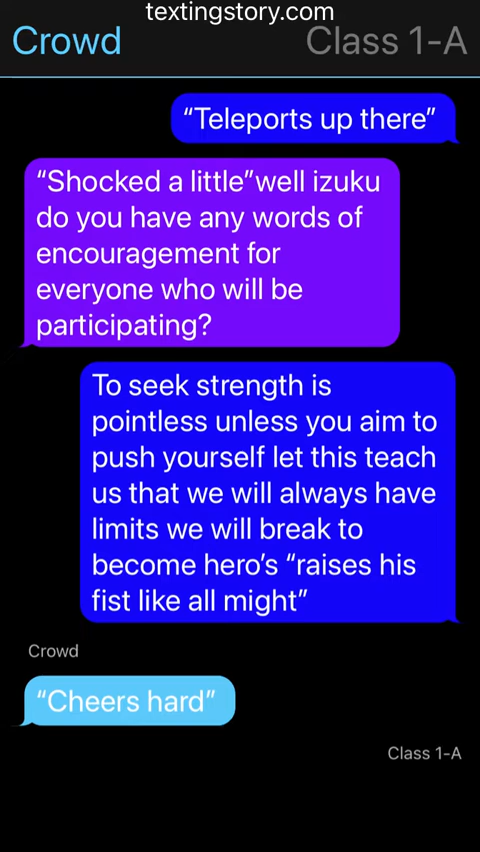 textingstory.com
Crowd Class 1-A
“Teleports up there”
“Shocked a little”well izuku
do you have any words of
encouragement for
everyone who will be
participating?
To seek strength is
pointless unless you aim to
push yourself let this teach
us that we will always have
limits we will break to
become hero’s “raises his
fist like all might”
Crowd
“Cheers hard”
Class 1-A